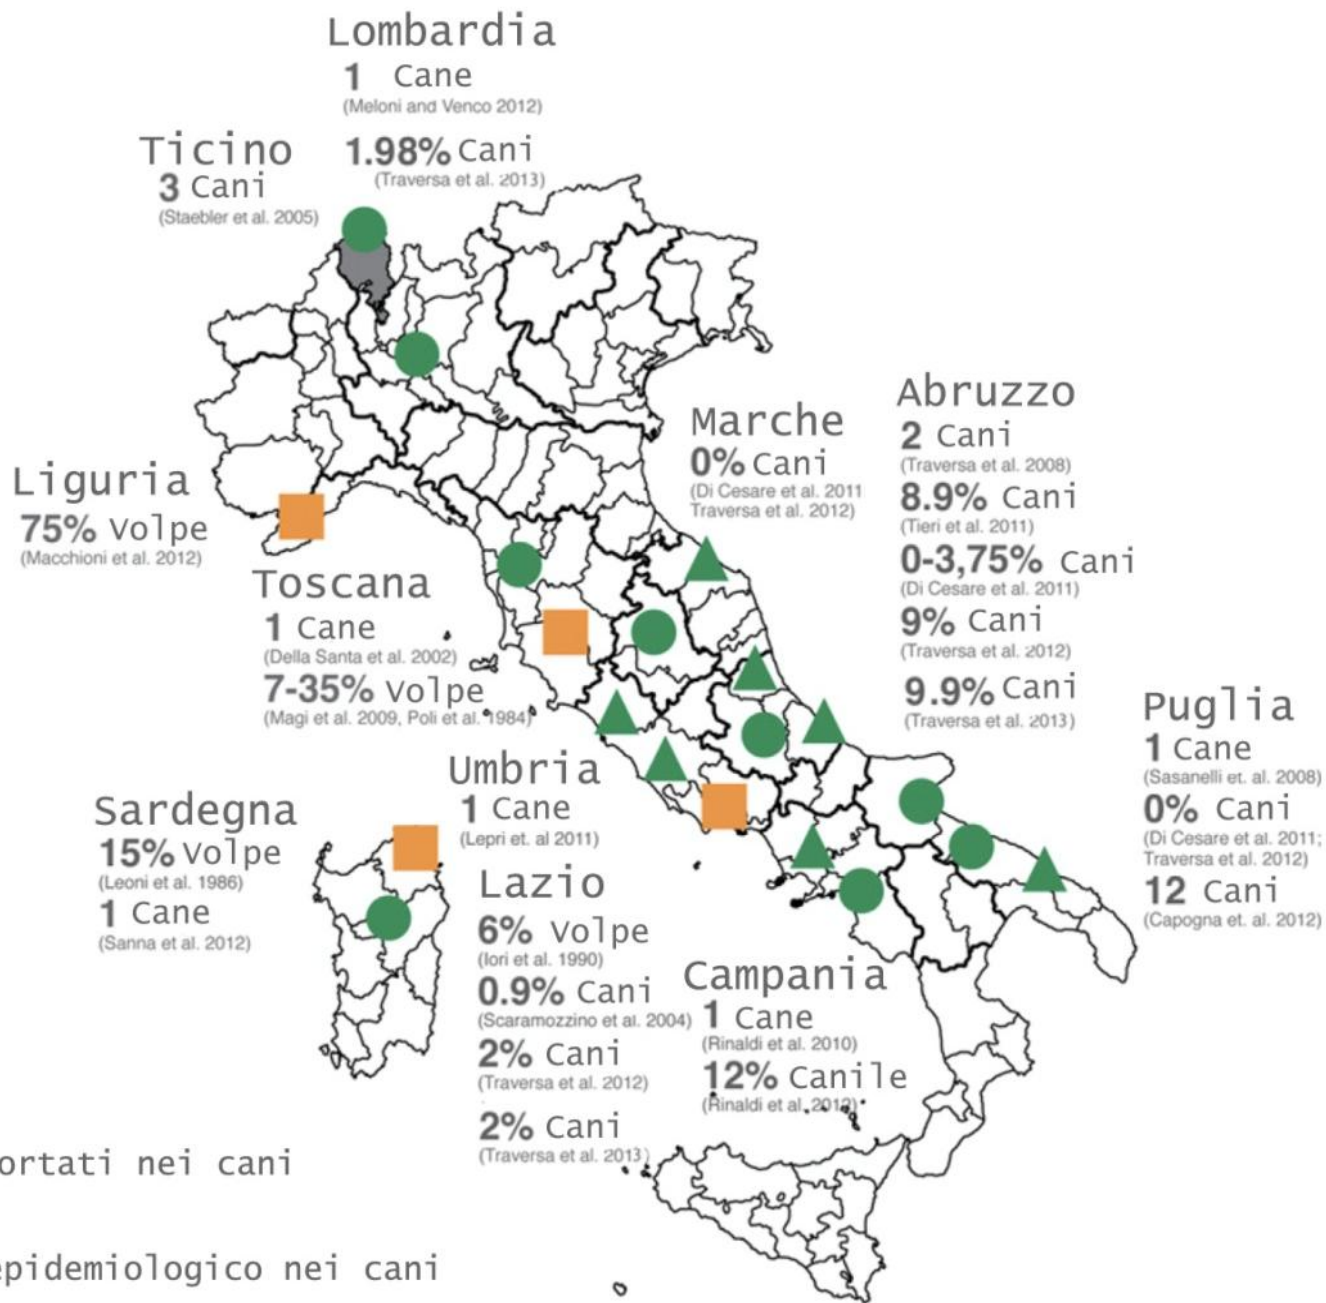 Lombardia
1 Cane
(Meloni and Venco 2012)
1.98% Cani
(Traversa et al. 2013)
Ticino
3 Cani
(Staebler et al. 2005)
Liguria
75% Volpe
(Macchioni et al. 2012)
Toscana
1 Cane
(Della Santa et al. 2002)
7-35% Volpe
(Magi et al. 2009, Poli et al. 1984)
Marche
0% Cani
(Di Cesare et al. 2011
Traversa et al. 2012)
Abruzzo
2 Cani
(Traversa et al. 2008)
8.9% Cani
(Tieri et al. 2011)
0-3,75% Cani
(Di Cesare et al. 2011)
9% Cani
(Traversa et al. 2012)
9.9% Cani
(Traversa et al. 2013)
Puglia
1 Cane
(Sasanelli et. al. 2008)
0% Cani
(Di Cesare et al. 2011;
Traversa et al. 2012)
12 Cani
(Capogna et. al. 2012)
Umbria
1 Cane
(Lepri et. al 2011)
Sardegna
15% Volpe
(Leoni et al. 1986)
1 Cane
(Sanna et al. 2012)
Lazio
6% Volpe
(Iori et al. 1990)
0.9% Cani
(Scaramozzino et al. 2004)
2% Cani
(Traversa et al. 2012)
2% Cani
(Traversa et al. 2013)
Campania
1 Cane
(Rinaldi et al. 2010)
12% Canile
(Rinaldi et al. 2012)
ortati nei cani
epidemiologico nei cani